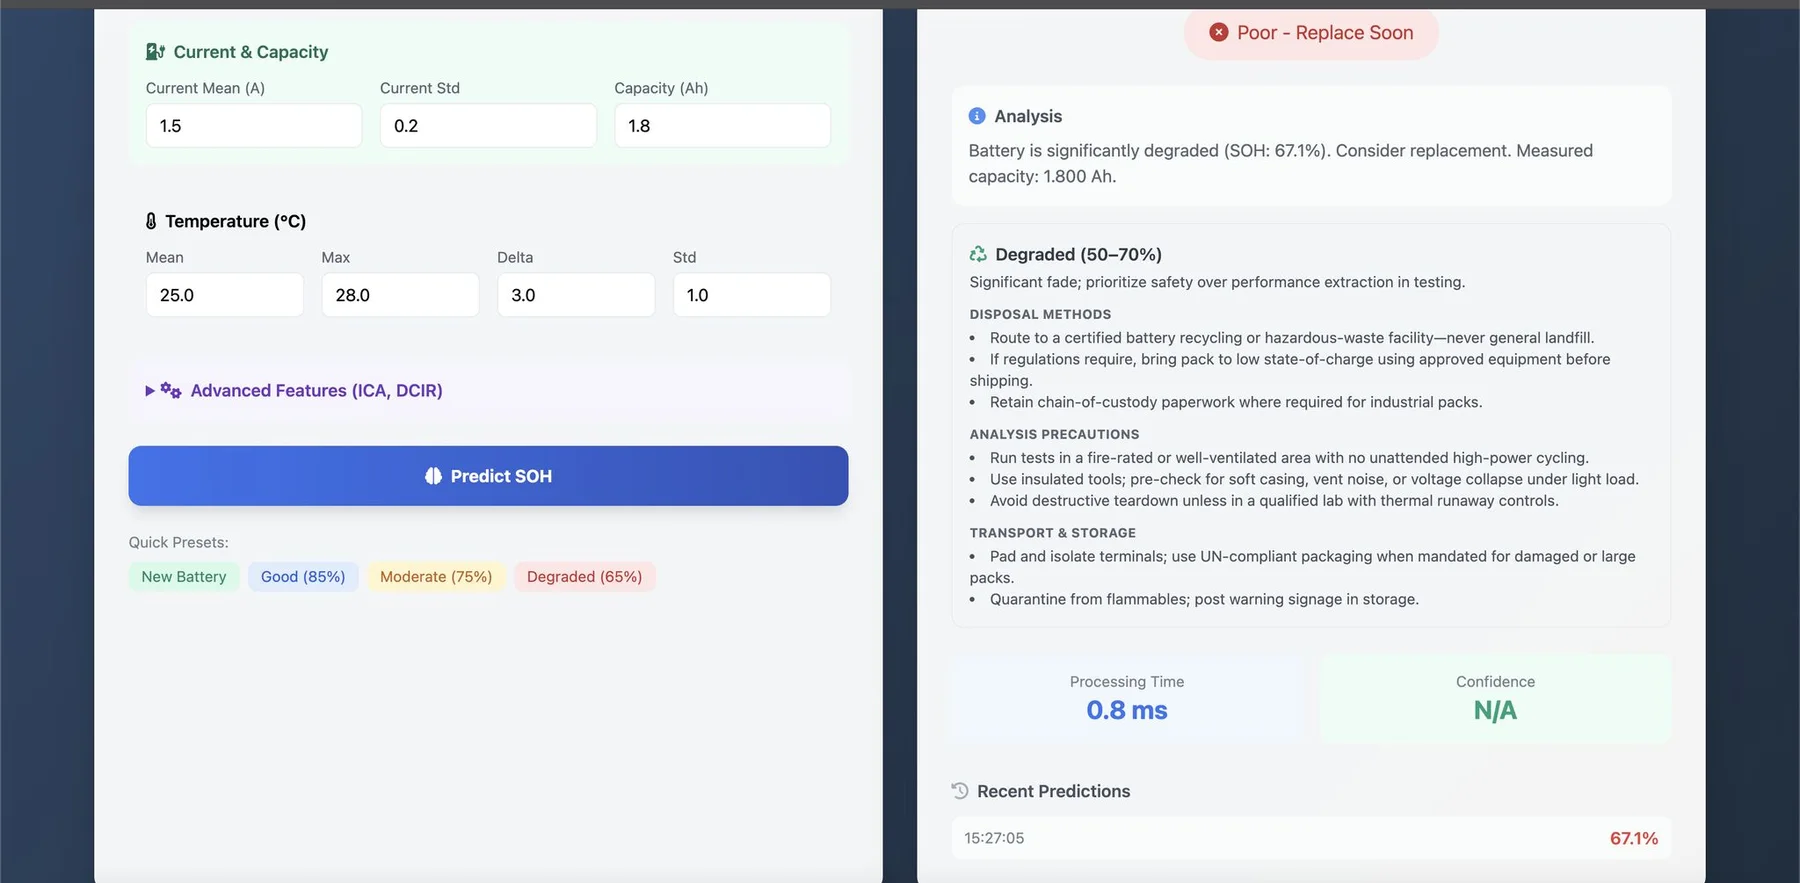 Current & Capacity
Current Mean (A) Current Std Capacity (Ah)
1.5 0.2 1.8
Temperature (°C)
Mean Max Delta Std
25.0 28.0 3.0 1.0
Advanced Features (ICA, DCIR)
Predict SOH
Quick Presets:
New Battery Good (85%) Moderate (75%) Degraded (65%)
Poor - Replace Soon
Analysis
Battery is significantly degraded (SOH: 67.1%). Consider replacement. Measured
capacity: 1.800 Ah.
Degraded (50–70%)
Significant fade; prioritize safety over performance extraction in testing.
DISPOSAL METHODS
• Route to a certified battery recycling or hazardous-waste facility—never general landfill.
• If regulations require, bring pack to low state-of-charge using approved equipment before
shipping.
• Retain chain-of-custody paperwork where required for industrial packs.
ANALYSIS PRECAUTIONS
• Run tests in a fire-rated or well-ventilated area with no unattended high-power cycling.
• Use insulated tools; pre-check for soft casing, vent noise, or voltage collapse under light load.
• Avoid destructive teardown unless in a qualified lab with thermal runaway controls.
TRANSPORT & STORAGE
• Pad and isolate terminals; use UN-compliant packaging when mandated for damaged or large
packs.
• Quarantine from flammables; post warning signage in storage.
Processing Time
0.8 ms
Confidence
N/A
Recent Predictions
15:27:05 67.1%